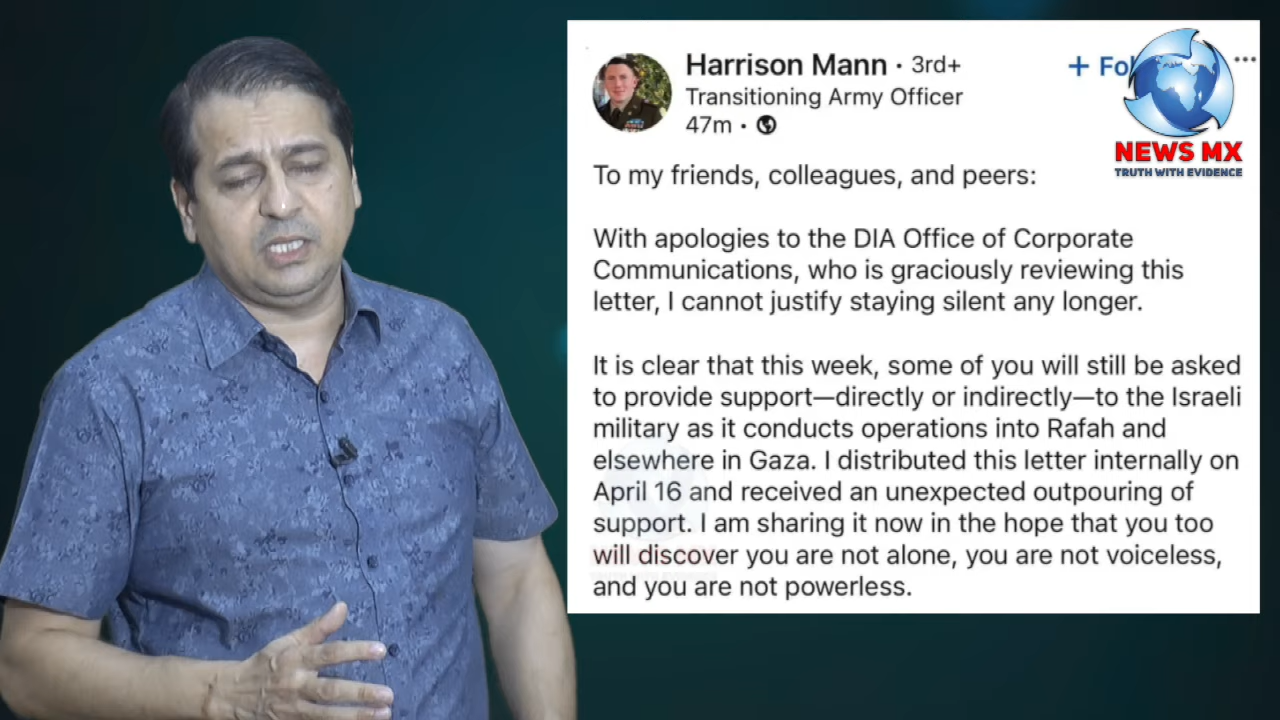 Harrison Mann • 3rd+
Transitioning Army Officer
47m •
+ Fol
NEWS MX
TRUTH WITH EVIDENCE
To my friends, colleagues, and peers:
With apologies to the DIA Office of Corporate
Communications, who is graciously reviewing this
letter, I cannot justify staying silent any longer.
It is clear that this week, some of you will still be asked
to provide support—directly or indirectly—to the Israeli
military as it conducts operations into Rafah and
elsewhere in Gaza. I distributed this letter internally on
April 16 and received an unexpected outpouring of
support. I am sharing it now in the hope that you too
will discover you are not alone, you are not voiceless,
and you are not powerless.